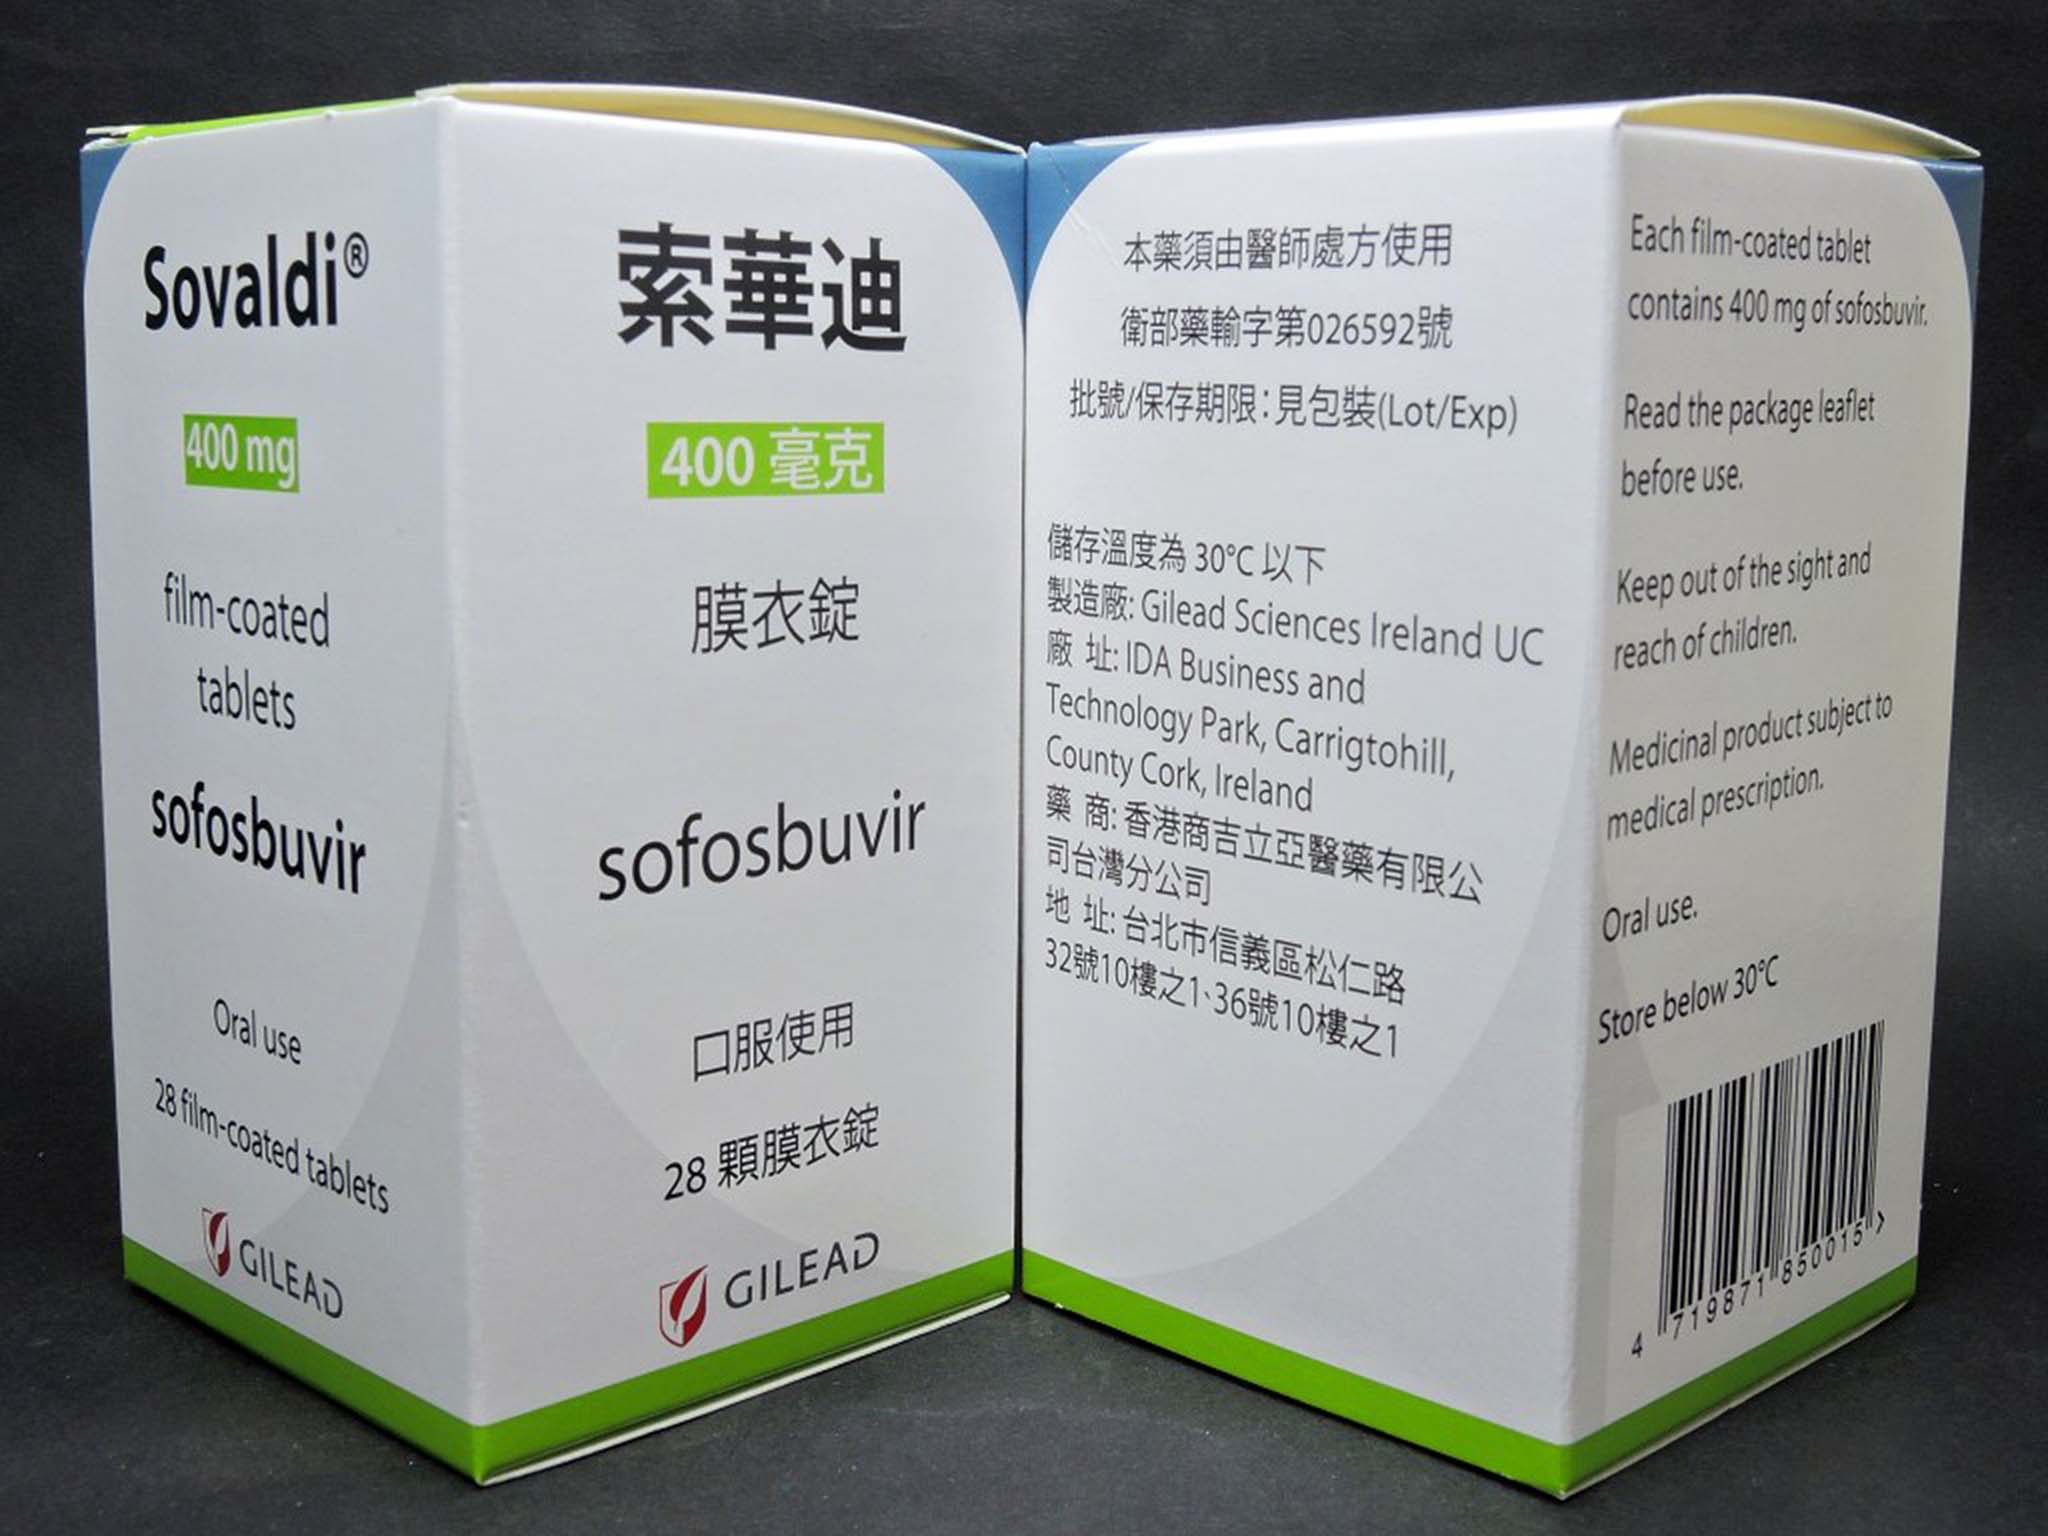 Sovaldi®
400 mg
film-coated
tablets
sofosbuvir
Oral use
28 film-coated tablets
GILEAD
索華迪
400 毫克
膜衣錠
sofosbuvir
口服使用
28 顆膜衣錠
GILEAD
本藥須由醫師處方使用
衛部藥輸字第026592號
批號/保存期限:見包裝(Lot/Exp)
儲存溫度為 30°C 以下
製造廠: Gilead Sciences Ireland UC
廠 址: IDA Business and
Technology Park, Carrigtohill,
County Cork, Ireland
藥 商: 香港商吉立亞醫藥有限公
司台灣分公司
地 址: 台北市信義區松仁路
32號10樓之1、36號10樓之1
Each film-coated tablet
contains 400 mg of sofosbuvir.
Read the package leaflet
before use.
Keep out of the sight and
reach of children.
Medicinal product subject to
medical prescription.
Oral use.
Store below 30°C
4 719871 850015 >